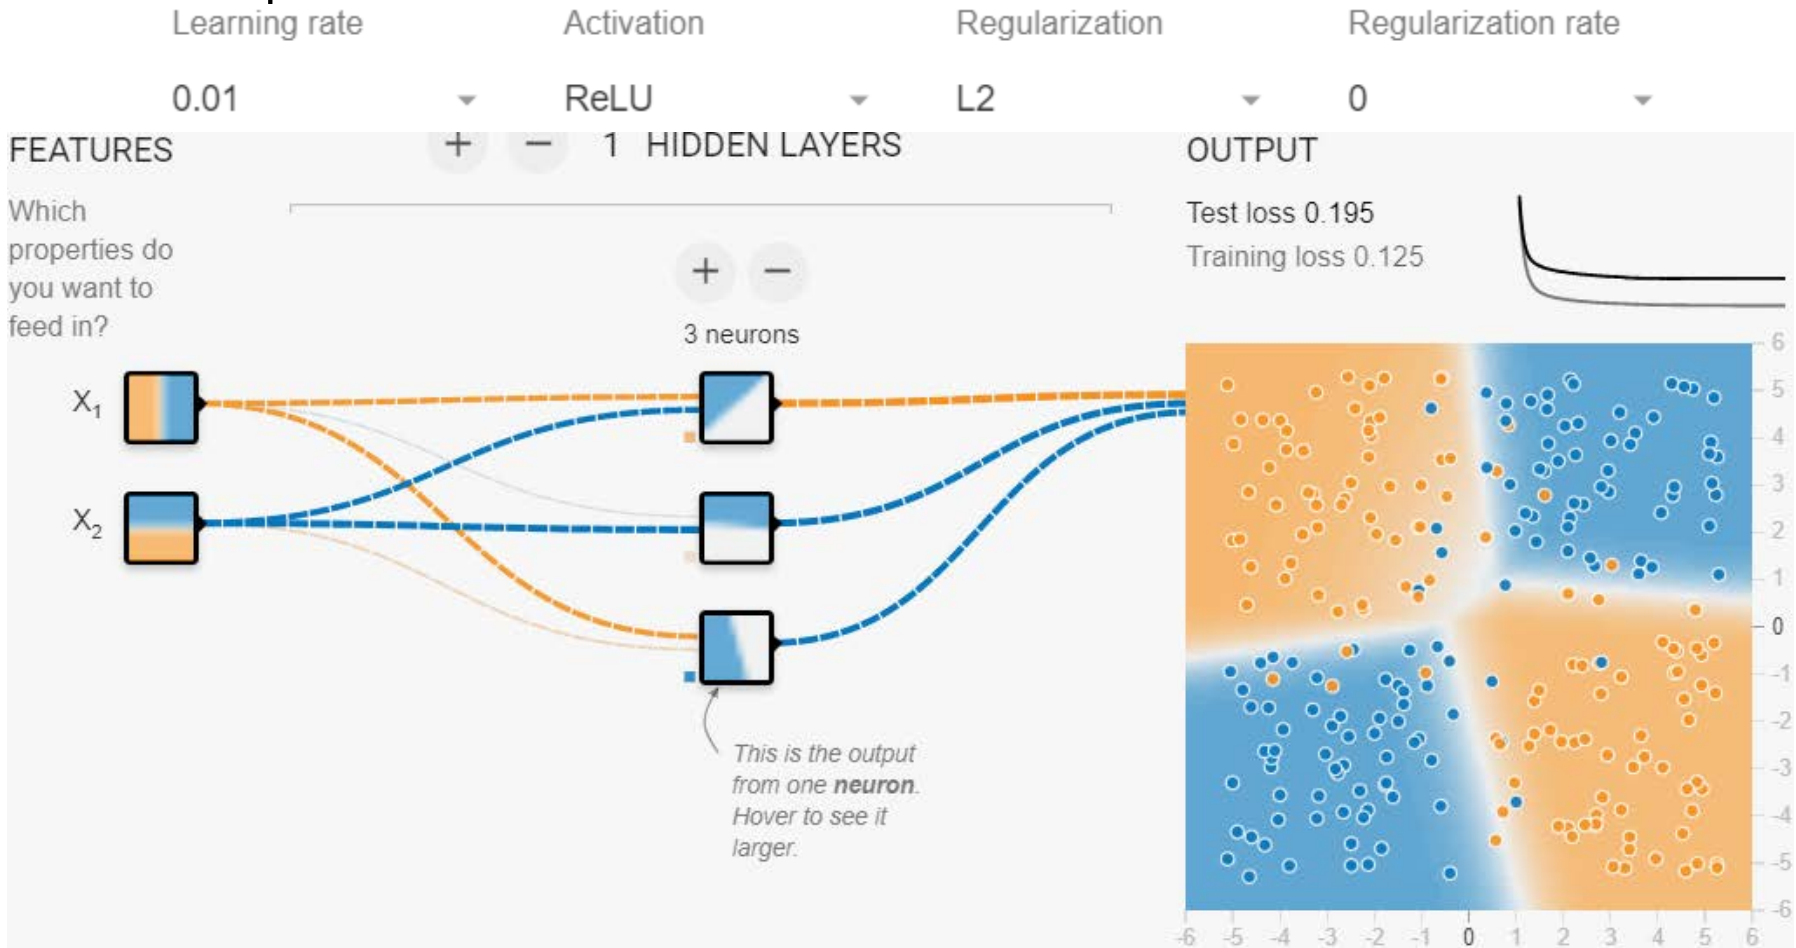 Learning rate
Activation
Regularization
Regularization rate
0.01
ReLU
L2
0
FEATURES
+ − 1 HIDDEN LAYERS
OUTPUT
Which
properties do
you want to
feed in?
Test loss 0.195
Training loss 0.125
+ −
3 neurons
X1
X2
This is the output
from one neuron.
Hover to see it
larger.
6
5
4
3
2
1
0
-1
-2
-3
-4
-5
-6
-6 -5 -4 -3 -2 -1 0 1 2 3 4 5 6